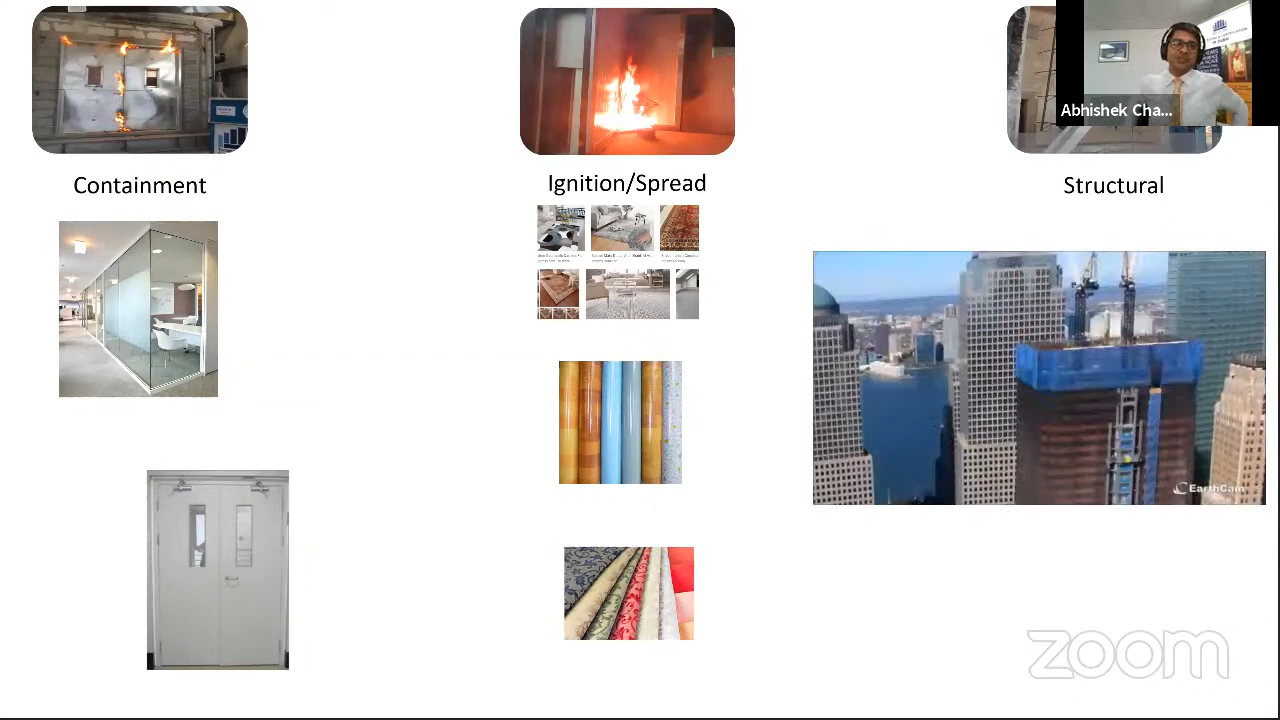 Abhishek Cha...
Containment
Ignition/Spread
Structural
EarthCam
zoom